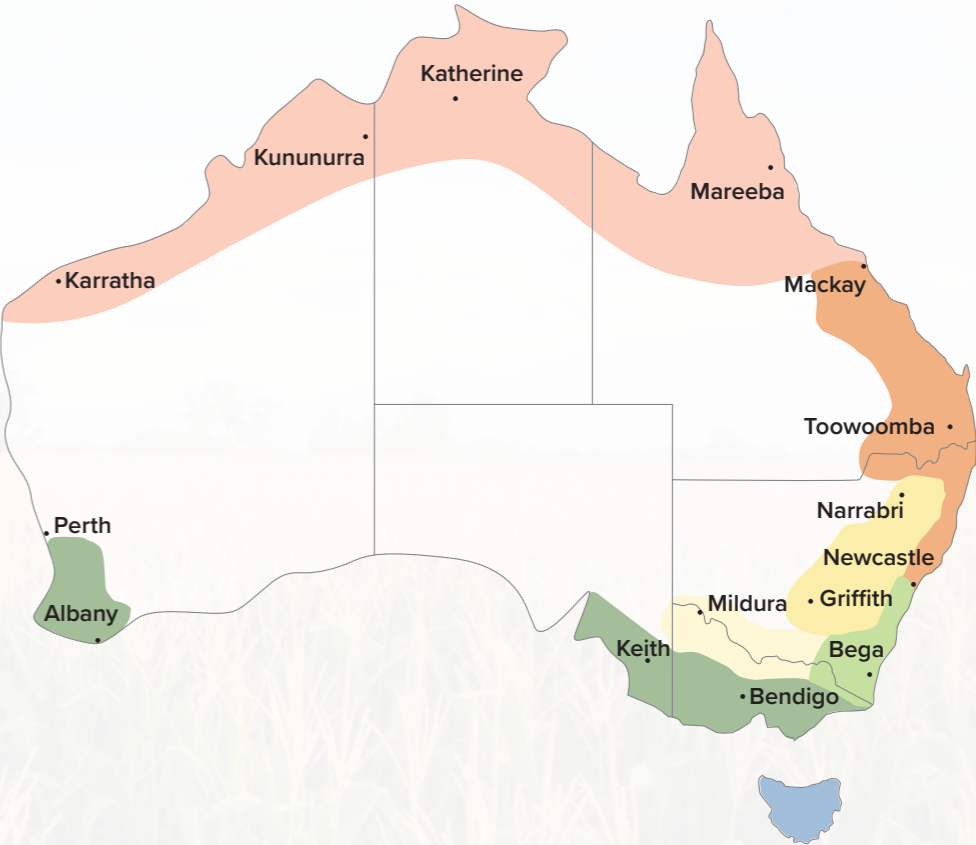 Katherine
Kununurra
Mareeba
Karratha
Mackay
Toowoomba
Narrabri
Perth
Newcastle
Griffith
Mildura
Albany
Keith
Bega
Bendigo